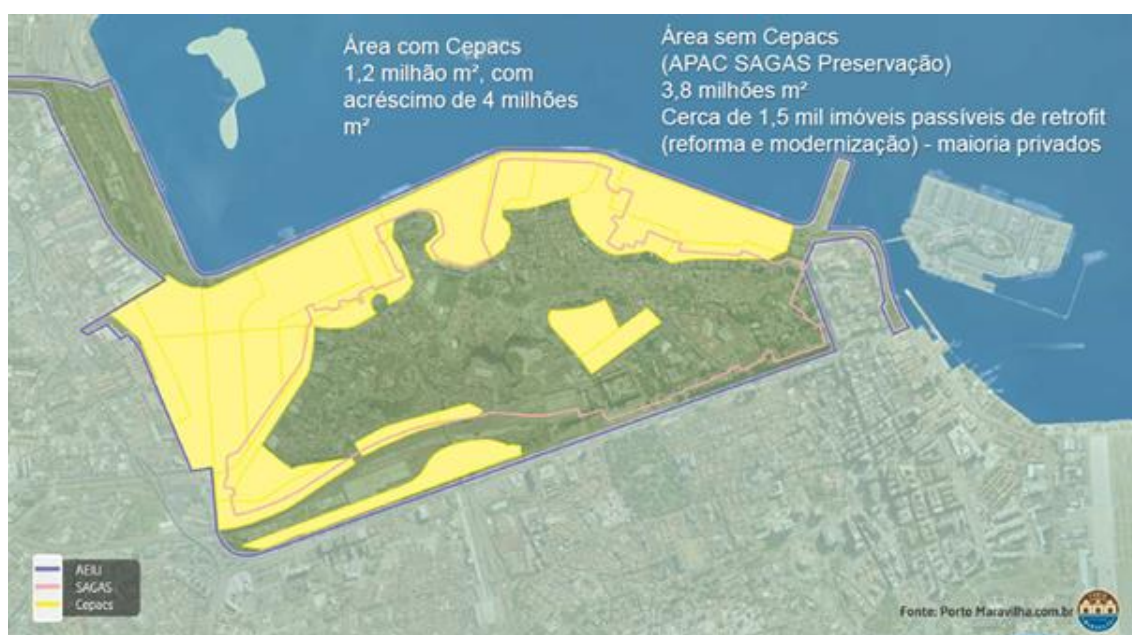 Área com Cepacs
1,2 milhão m², com
acréscimo de 4 milhões
m²
Área sem Cepacs
(APAC SAGAS Preservação)
3,8 milhões m²
Cerca de 1,5 mil imóveis passíveis de retrofit
(reforma e modernização) - maioria privados
AEIU
SAGAS
Cepacs
Fonte: Porto Maravilha.com.br